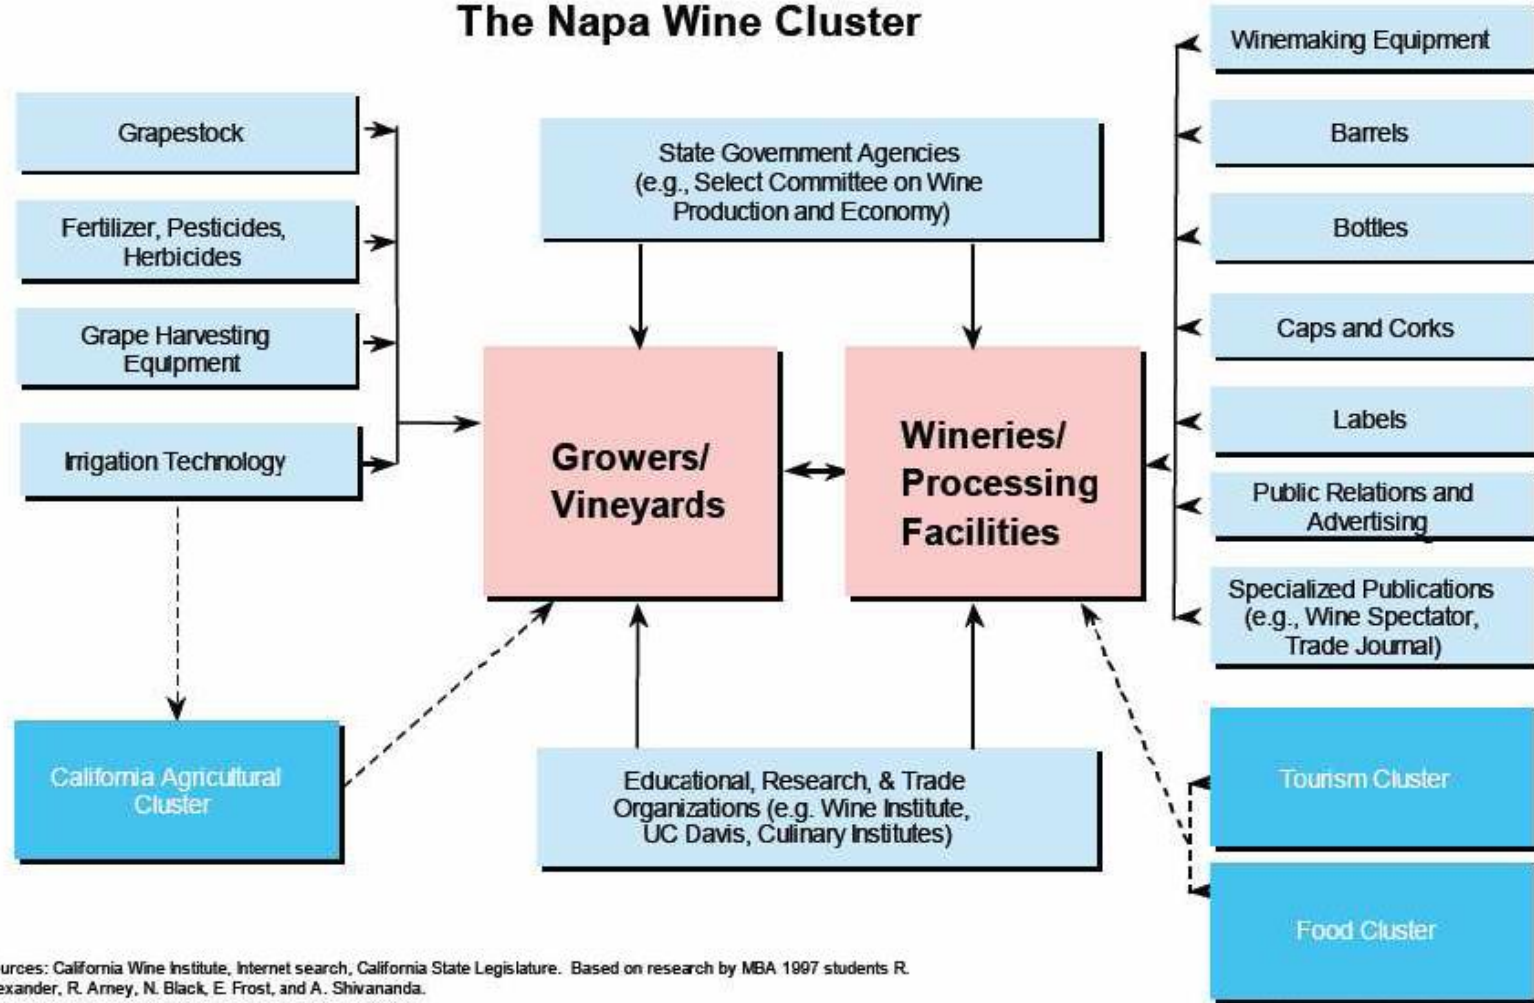 The Napa Wine Cluster
Grapestock
Fertilizer, Pesticides,
Herbicides
Grape Harvesting
Equipment
Irrigation Technology
State Government Agencies
(e.g., Select Committee on Wine
Production and Economy)
Growers/
Vineyards
Wineries/
Processing
Facilities
Winemaking Equipment
Barrels
Bottles
Caps and Corks
Labels
Public Relations and
Advertising
Specialized Publications
(e.g., Wine Spectator,
Trade Journal)
California Agricultural
Cluster
Educational, Research, & Trade
Organizations (e.g. Wine Institute,
UC Davis, Culinary Institutes)
Tourism Cluster
Food Cluster
urces: California Wine Institute, Internet search, California State Legislature. Based on research by MBA 1997 students R.
exander, R. Arney, N. Black, E. Frost, and A. Shivananda.